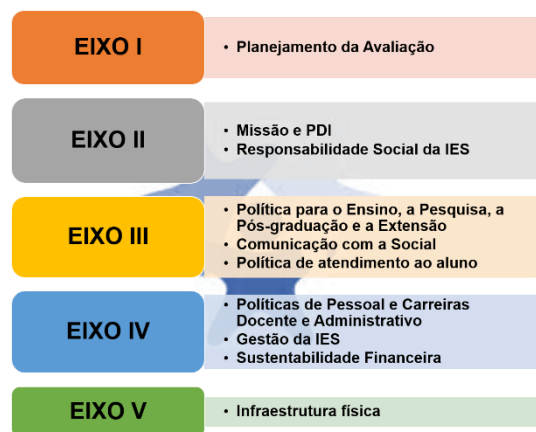 EIXO I
• Planejamento da Avaliação
EIXO II
• Missão e PDI
• Responsabilidade Social da IES
EIXO III
• Política para o Ensino, a Pesquisa, a
Pós-graduação e a Extensão
• Comunicação com a Social
• Política de atendimento ao aluno
EIXO IV
• Políticas de Pessoal e Carreiras
Docente e Administrativo
• Gestão da IES
• Sustentabilidade Financeira
EIXO V
• Infraestrutura física